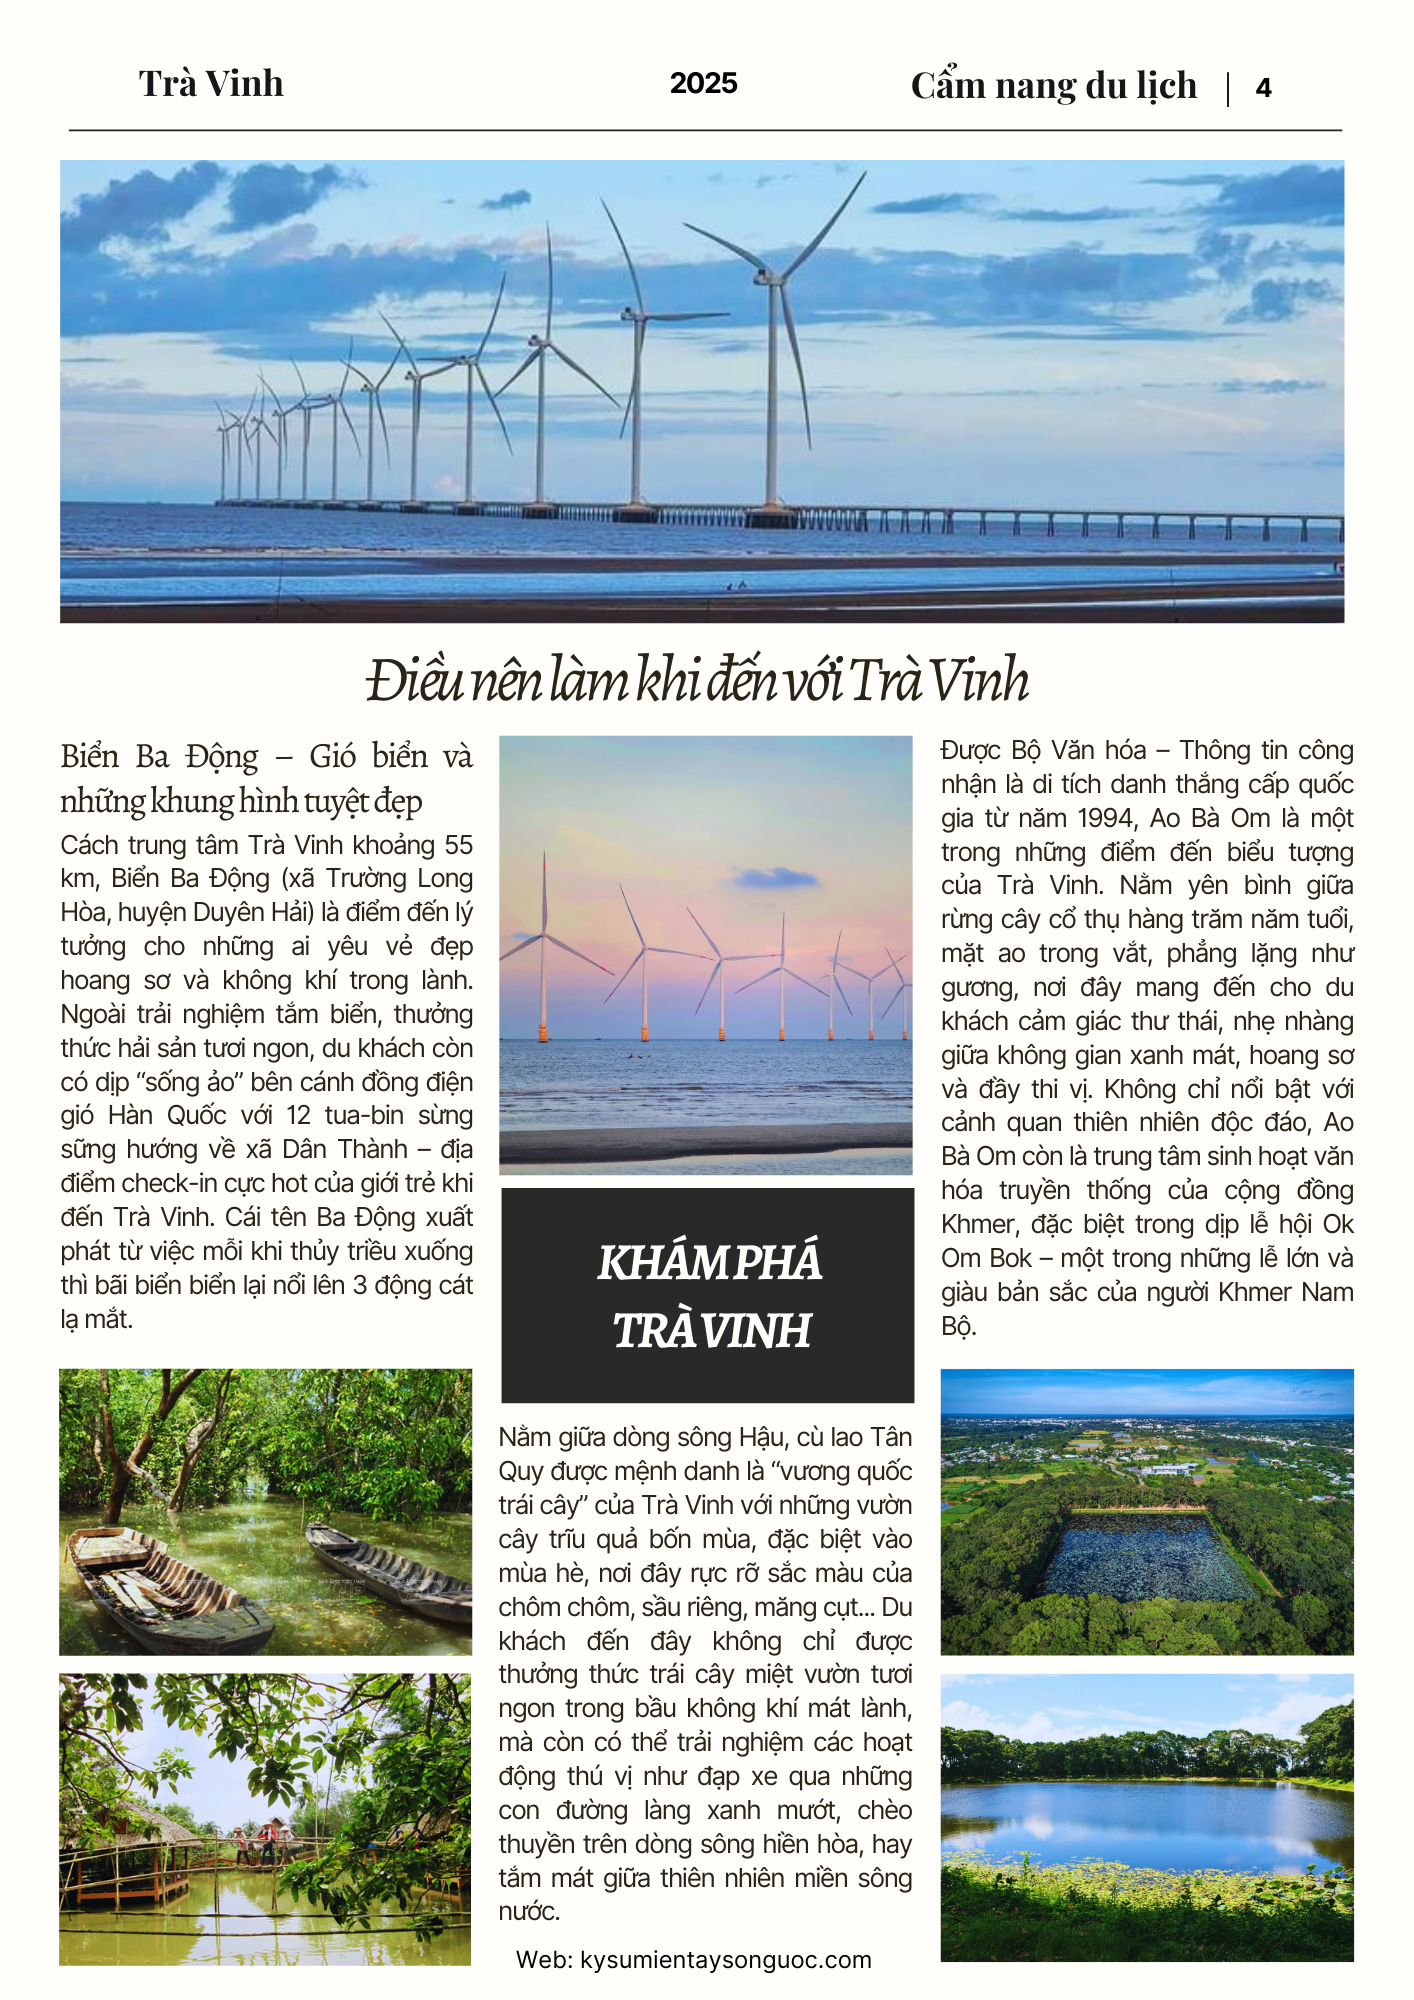 Trà Vinh
2025
Cẩm nang du lịch | 4
Điều nên làm khi đến với Trà Vinh
Biển Ba Động – Gió biển và
những khung hình tuyệt đẹp
Cách trung tâm Trà Vinh khoảng 55
km, Biển Ba Động (xã Trường Long
Hòa, huyện Duyên Hải) là điểm đến lý
tưởng cho những ai yêu vẻ đẹp
hoang sơ và không khí trong lành.
Ngoài trải nghiệm tắm biển, thưởng
thức hải sản tươi ngon, du khách còn
có dịp “sống ảo” bên cánh đồng điện
gió Hàn Quốc với 12 tua-bin sừng
sững hướng về xã Dân Thành – địa
điểm check-in cực hot của giới trẻ khi
đến Trà Vinh. Cái tên Ba Động xuất
phát từ việc mỗi khi thủy triều xuống
thì bãi biển biển lại nổi lên 3 động cát
lạ mắt.
KHÁM PHÁ
TRÀ VINH
Nằm giữa dòng sông Hậu, cù lao Tân
Quy được mệnh danh là “vương quốc
trái cây” của Trà Vinh với những vườn
cây trĩu quả bốn mùa, đặc biệt vào
mùa hè, nơi đây rực rỡ sắc màu của
chôm chôm, sầu riêng, măng cụt... Du
khách đến đây không chỉ được
thưởng thức trái cây miệt vườn tươi
ngon trong bầu không khí mát lành,
mà còn có thể trải nghiệm các hoạt
động thú vị như đạp xe qua những
con đường làng xanh mướt, chèo
thuyền trên dòng sông hiền hòa, hay
tắm mát giữa thiên nhiên miền sông
nước.
Web: kysumientaysonguoc.com
Được Bộ Văn hóa – Thông tin công
nhận là di tích danh thắng cấp quốc
gia từ năm 1994, Ao Bà Om là một
trong những điểm đến biểu tượng
của Trà Vinh. Nằm yên bình giữa
rừng cây cổ thụ hàng trăm năm tuổi,
mặt ao trong vắt, phẳng lặng như
gương, nơi đây mang đến cho du
khách cảm giác thư thái, nhẹ nhàng
giữa không gian xanh mát, hoang sơ
và đầy thi vị. Không chỉ nổi bật với
cảnh quan thiên nhiên độc đáo, Ao
Bà Om còn là trung tâm sinh hoạt văn
hóa truyền thống của cộng đồng
Khmer, đặc biệt trong dịp lễ hội Ok
Om Bok – một trong những lễ lớn và
giàu bản sắc của người Khmer Nam
Bộ.